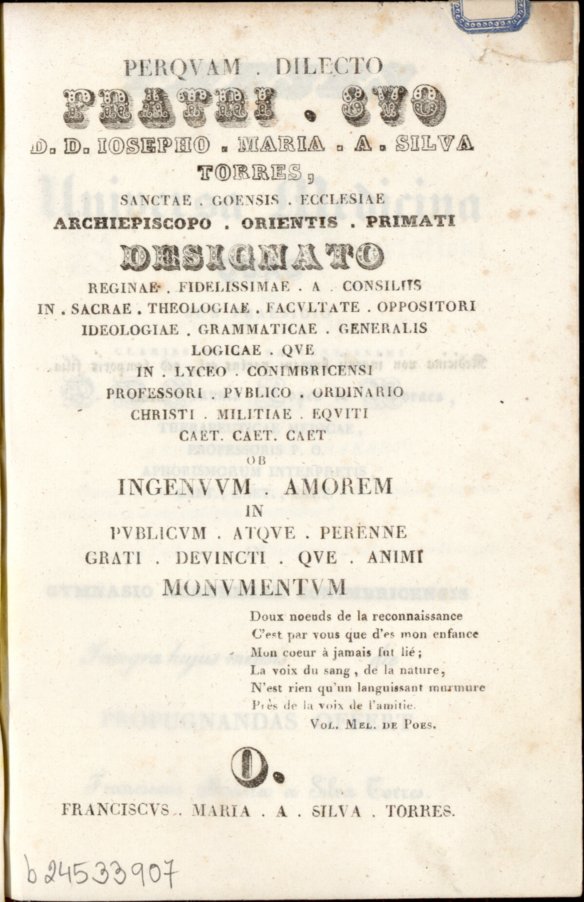 PERQVAM . DILECTO
FRATRI . SVO
D. D. IOSEPHO . MARIA . A . SILVA
TORRES,
SANCTAE . GOENSIS . ECCLESIAE
ARCHIEPISCOPO . ORIENTIS . PRIMATI
DESIGNATO
REGINAE . FIDELISSIMAE . A . CONSILIIS
IN . SACRAE . THEOLOGIAE . FACVLTATE . OPPOSITORI
IDEOLOGIAE . GRAMMATICAE . GENERALIS
LOGICAE . QVE
IN . LYCEO . CONIMBRICENSI
PROFESSORI . PVBLICO . ORDINARIO
CHRISTI . MILITIAE . EQVITI
CAET. CAET. CAET
OB
INGENVVM . AMOREM
IN
PVBLICVM . ATQVE . PERENNE
GRATI . DEVINCTI . QVE . ANIMI
MONVMENTVM
Doux noeuds de la reconnaissance
C'est par vous que d'es mon enfance
Mon coeur à jamais fut lié;
La voix du sang, de la nature,
N'est rien qu'un languissant murmure
Près de la voix de l'amitie.
VOL. MEL. DE POES.
O.
FRANCISCVS . MARIA . A . SILVA . TORRES.
b24533907